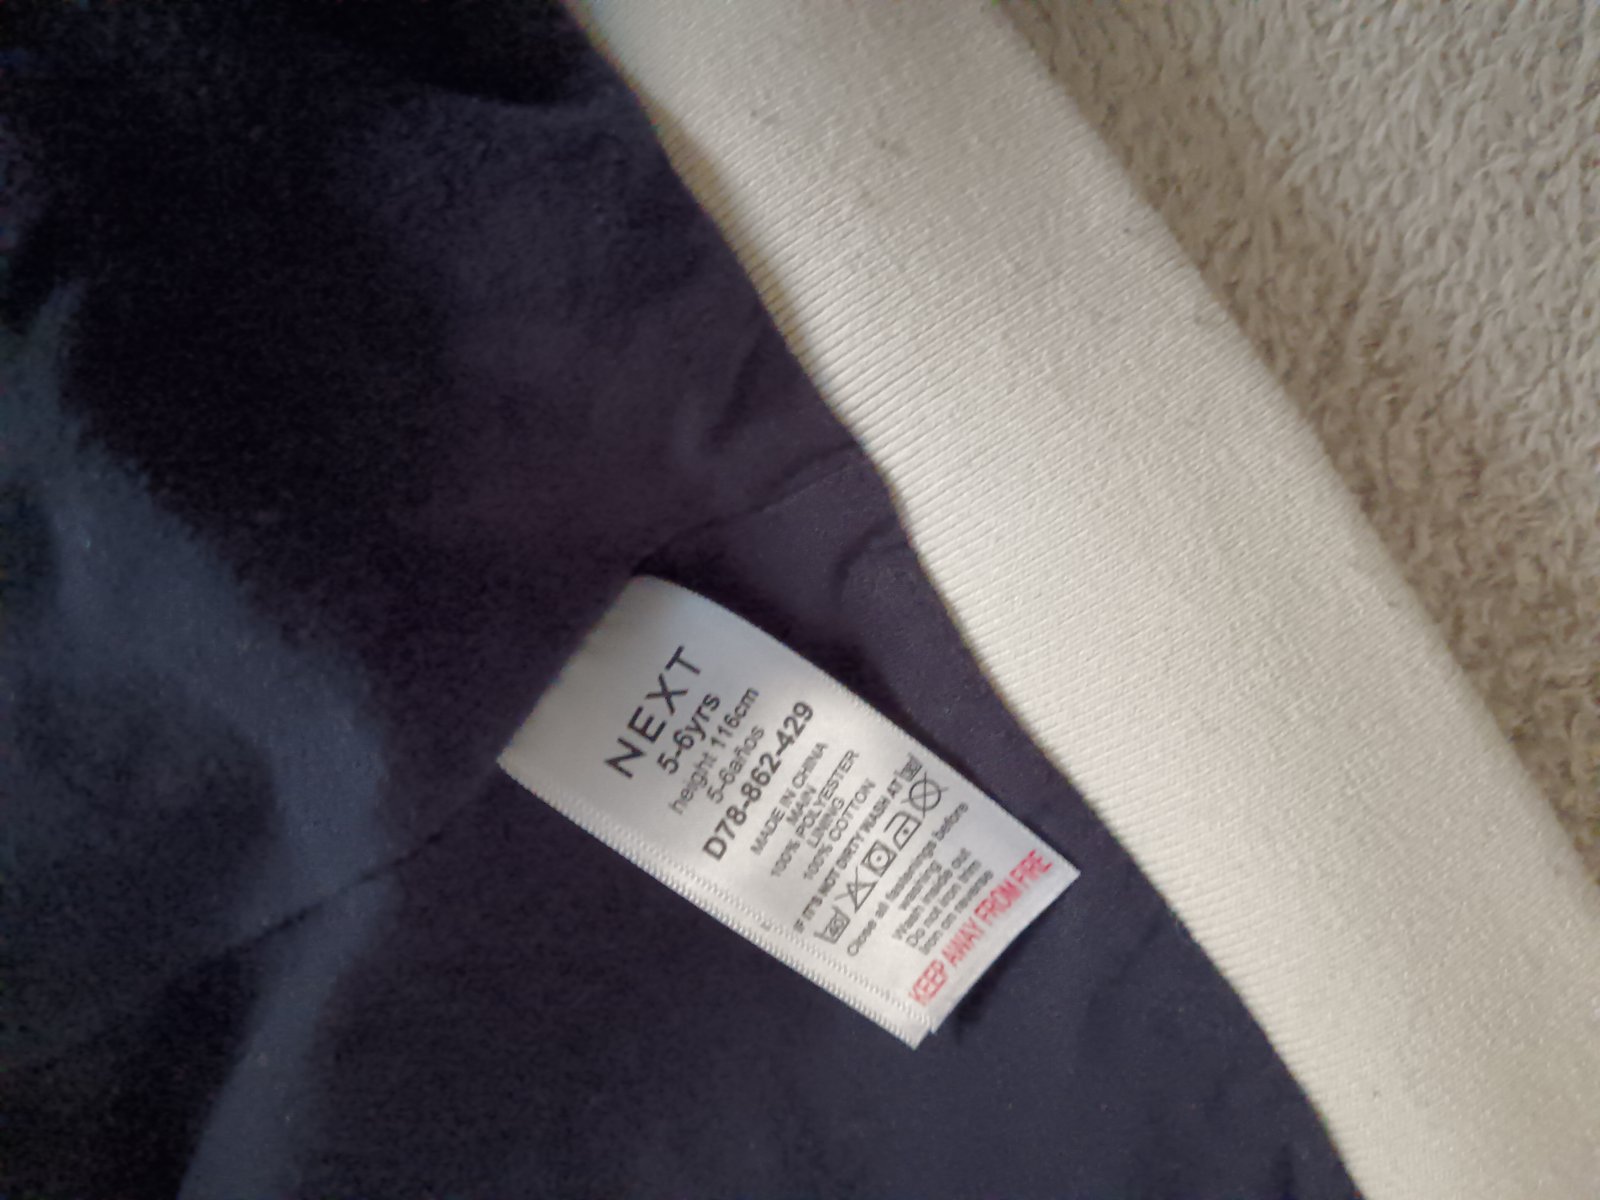 NEXT
5-6yrs
height 116cm
5-6años
D78-862-429
MADE IN CHINA
MAIN
100% POLYESTER
LINING
100% COTTON
IF IT'S NOT DIRTY WASH AT
Close all fastenings before
washing
Wash inside out
Do not iron trim
Iron on reverse
KEEP AWAY FROM FIRE